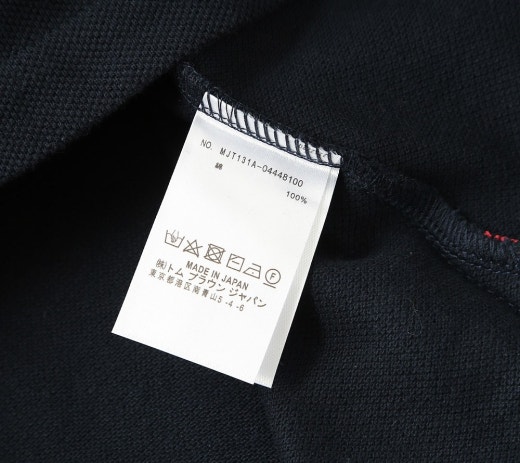 NO. MJT131A-04448100
綿 100%
MADE IN JAPAN
㈱トム ブラウン ジャパン
東京都港区南青山5-4-6